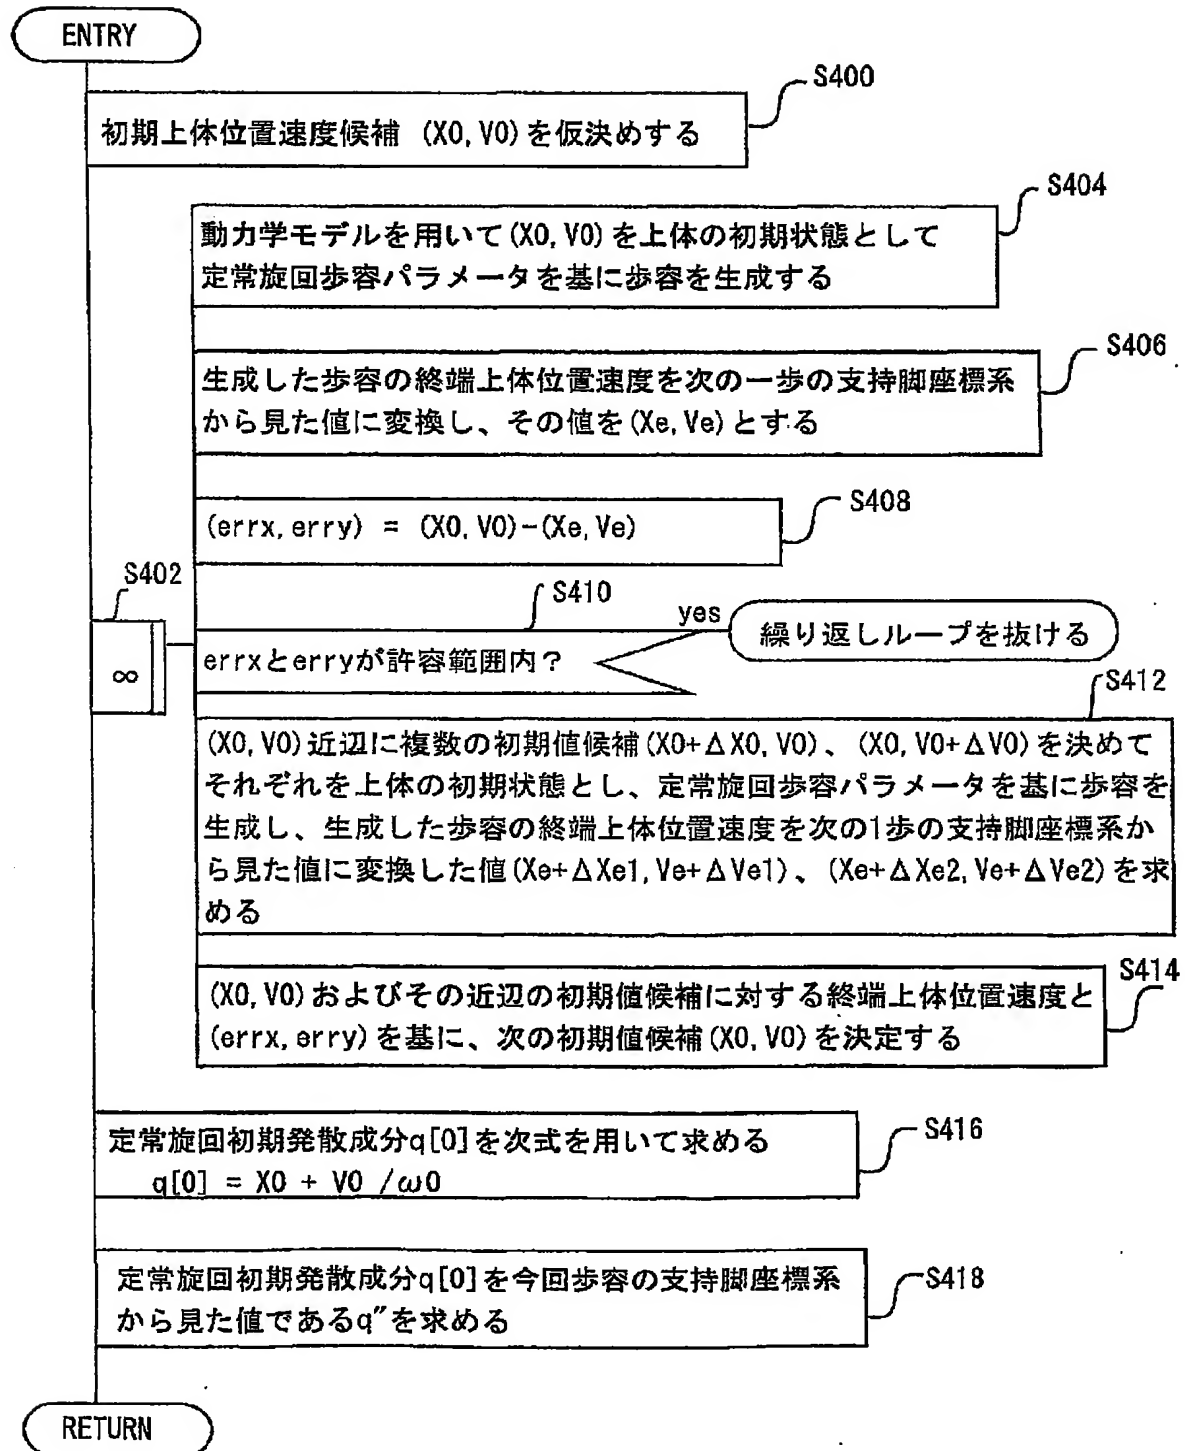 ENTRY
S400
初期上体位置速度候補 (X0, V0)を仮決めする
S404
動力学モデルを用いて(X0, V0)を上体の初期状態として
定常旋回歩容パラメータを基に歩容を生成する
S406
生成した歩容の終端上体位置速度を次の一歩の支持脚座標系
から見た値に変換し、その値を(Xe, Ve)とする
S408
(errx, erry) = (X0, V0)-(Xe, Ve)
S402
∞
S410
yes
繰り返しループを抜ける
errxとerryが許容範囲内?
S412
(X0, V0)近辺に複数の初期値候補(X0+ΔX0, V0)、(X0, V0+ΔV0)を決めて
それぞれを上体の初期状態とし、定常旋回歩容パラメータを基に歩容を
生成し、生成した歩容の終端上体位置速度を次の1歩の支持脚座標系か
ら見た値に変換した値(Xe+ΔXe1, Ve+ΔVe1)、(Xe+ΔXe2, Ve+ΔVe2)を求
める
S414
(X0, V0)およびその近辺の初期値候補に対する終端上体位置速度と
(errx, erry)を基に、次の初期値候補(X0, V0)を決定する
S416
定常旋回初期発散成分q[0]を次式を用いて求める
q[0] = X0 + V0 /ω0
S418
定常旋回初期発散成分q[0]を今回歩容の支持脚座標系
から見た値であるq″を求める
RETURN